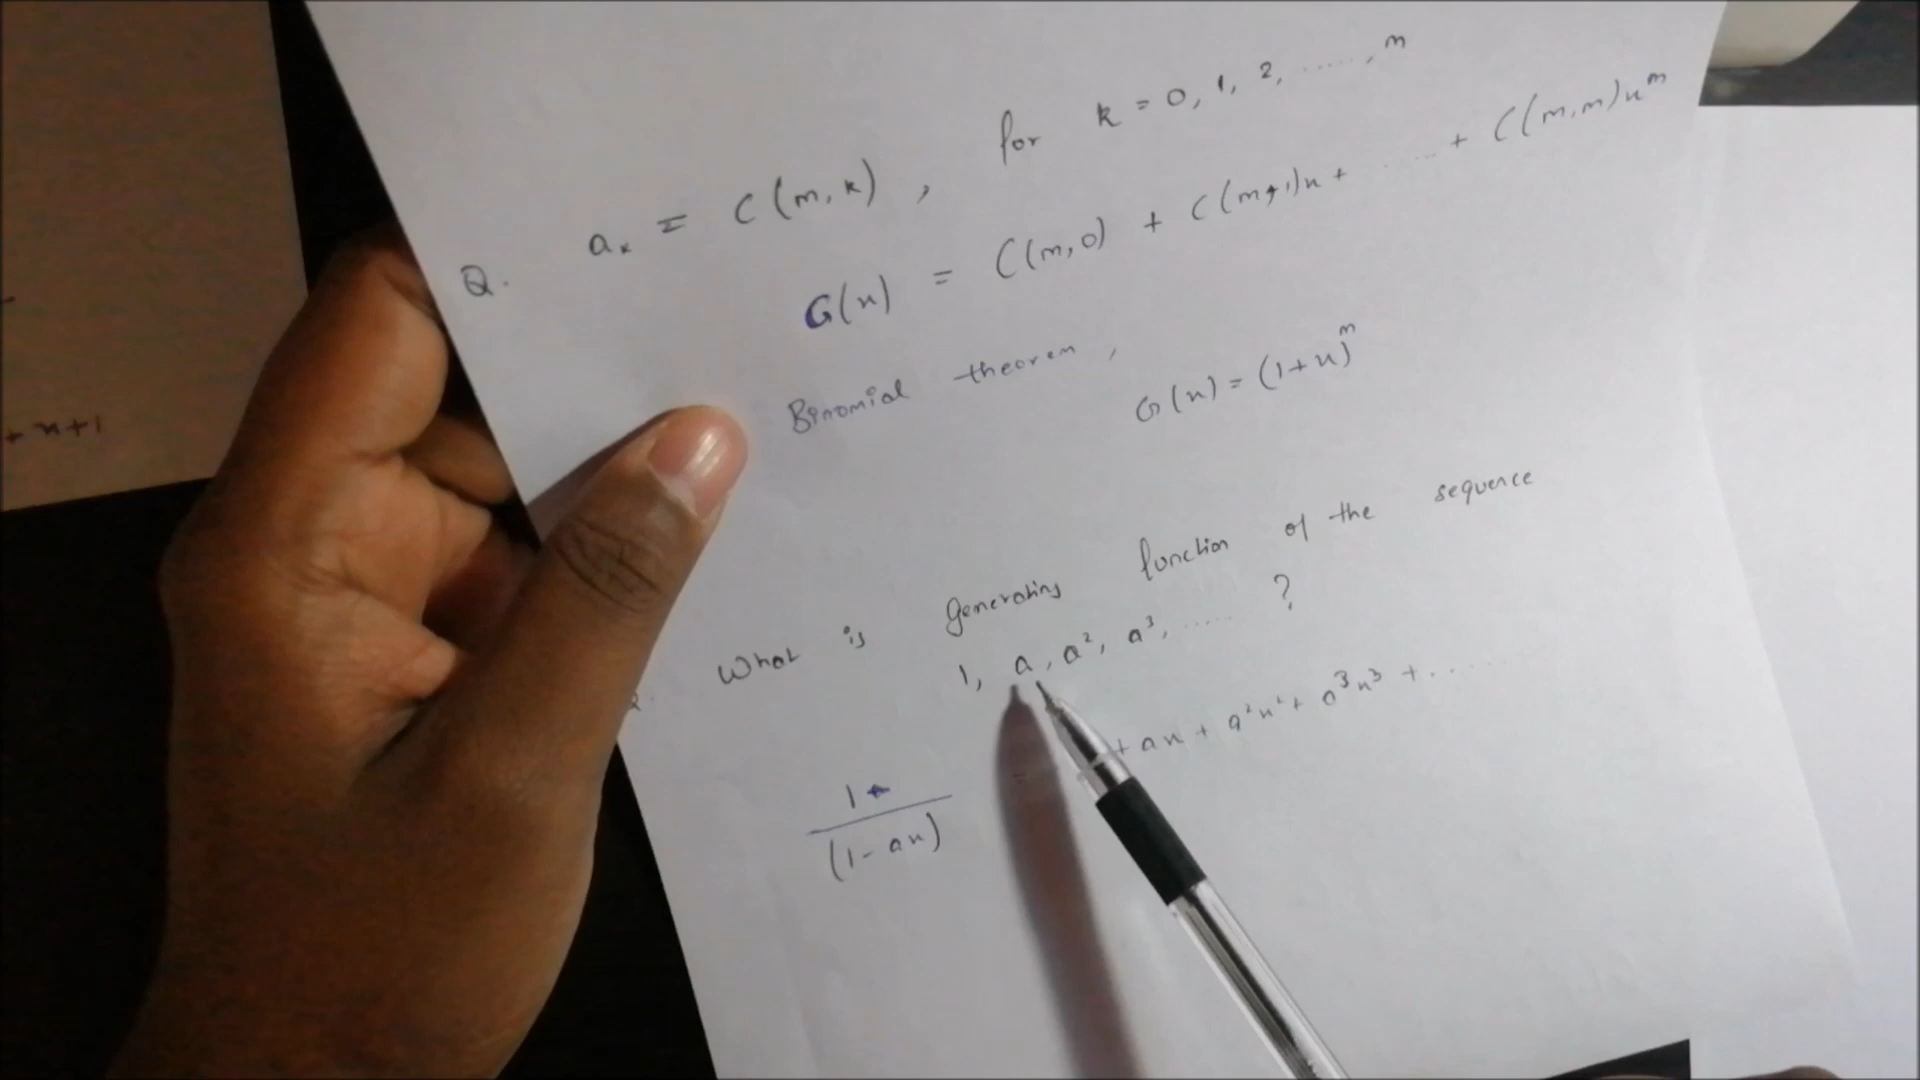 Q. aₖ = C(m,k), for k = 0, 1, 2, ......, m
G(x) = C(m,0) + C(m,1)x + ...... + C(m,m)xᵐ
Binomial theorem, G(x) = (1+x)ᵐ
What is generating function of the sequence
1, a, a², a³, ...... ?
1
(1-ax)
+ ax + a²x² + a³x³ + ......
+ x+1